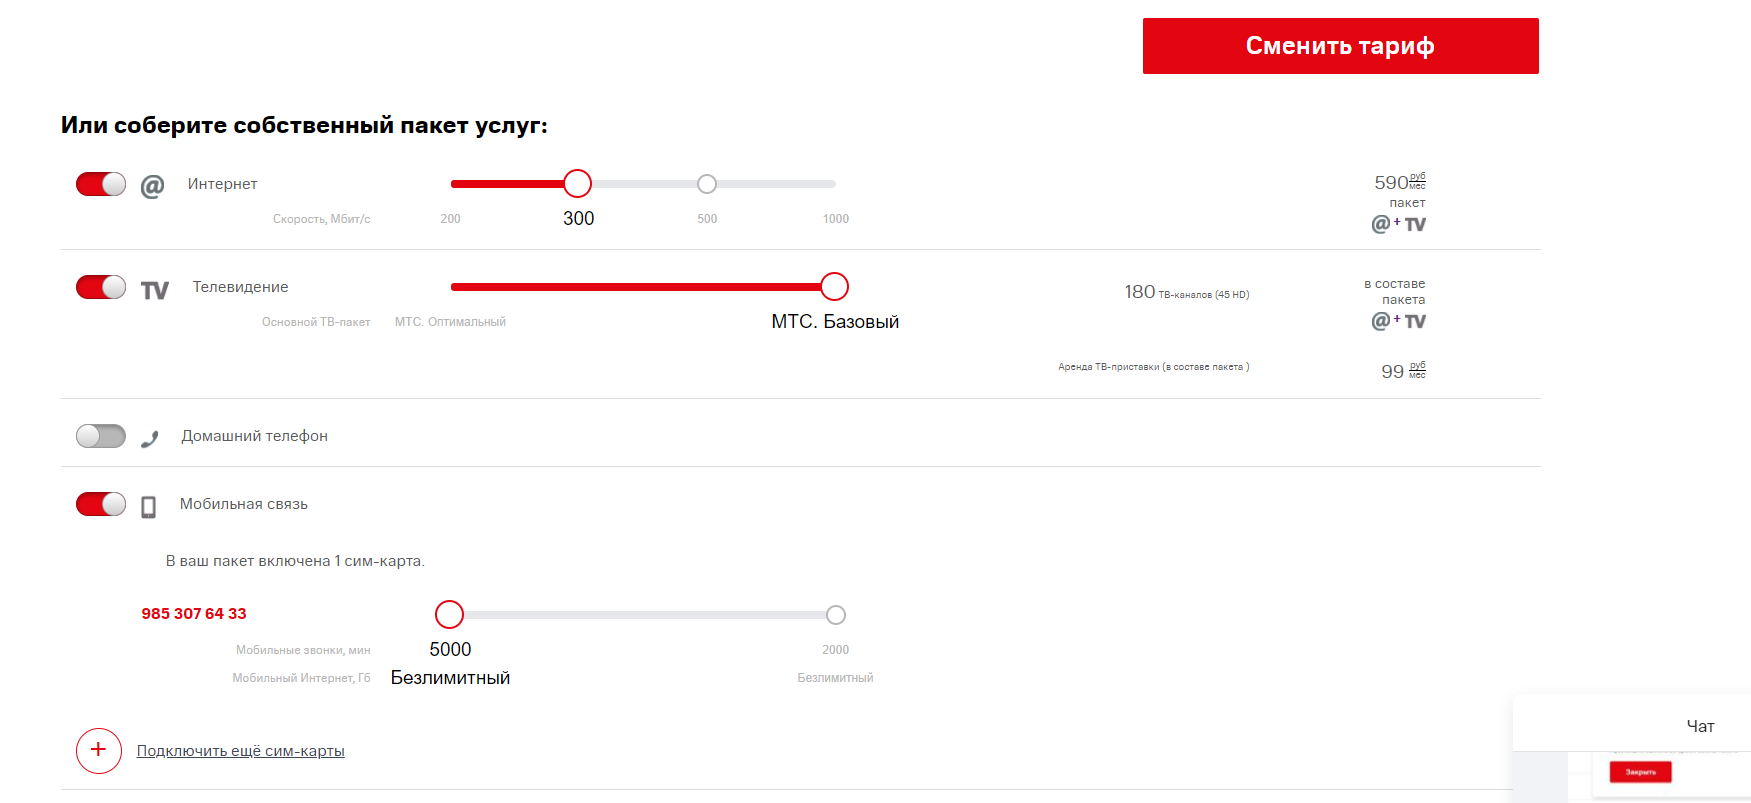 Сменить тариф
Или соберите собственный пакет услуг:
@ Интернет
590 руб/мес
пакет
@ + TV
Скорость, Мбит/с 200 300 500 1000
TV Телевидение
180 ТВ-каналов (45 HD)
в составе
пакета
@ + TV
Основной ТВ-пакет МТС. Оптимальный МТС. Базовый
Аренда ТВ-приставки (в составе пакета ) 99 руб/мес
Домашний телефон
Мобильная связь
В ваш пакет включена 1 сим-карта.
985 307 64 33
Мобильные звонки, мин 5000 2000
Мобильный Интернет, Гб Безлимитный Безлимитный
+ Подключить ещё сим-карты
Чат
Закрыть